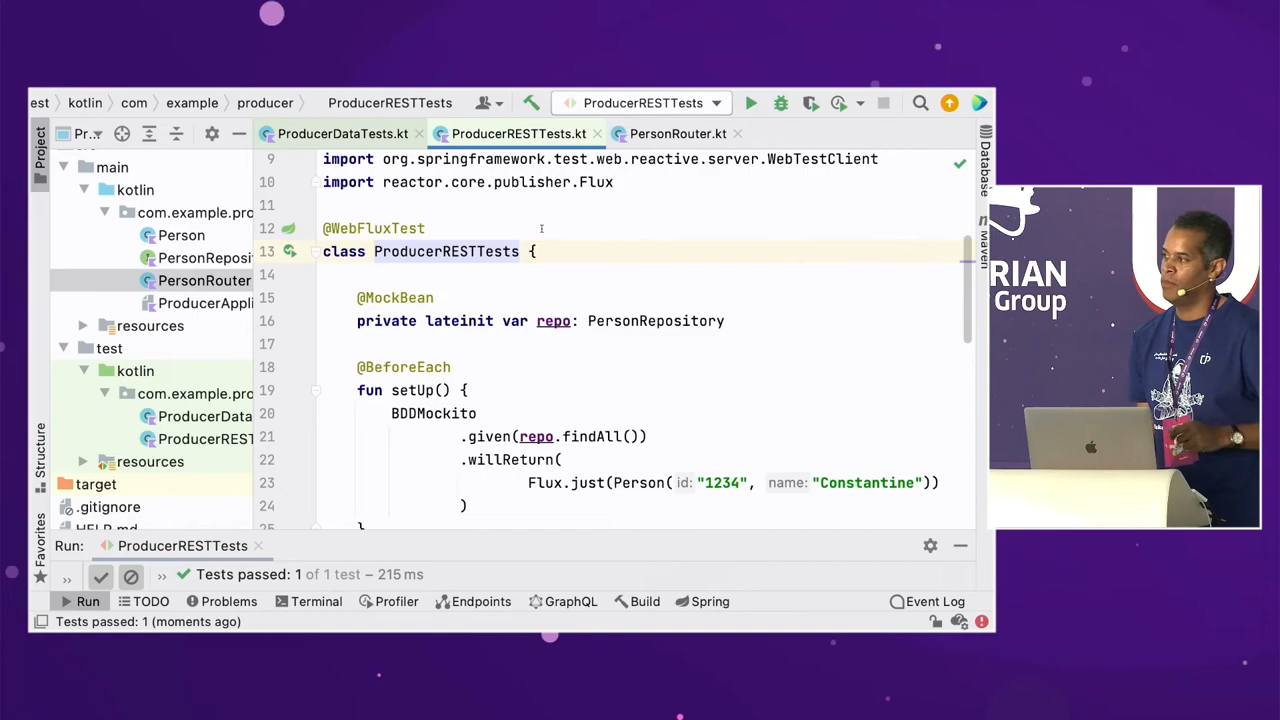 est 〉 kotlin 〉 com 〉 example 〉 producer 〉 ProducerRESTTests
ProducerRESTTests
Project
Pr..
ProducerDataTests.kt
ProducerRESTTests.kt
PersonRouter.kt
main
kotlin
com.example.pro
Person
PersonReposi
PersonRouter
ProducerAppli
resources
test
kotlin
com.example.pro
ProducerData
ProducerREST
resources
target
.gitignore
HELP.md
9 import org.springframework.test.web.reactive.server.WebTestClient
10 import reactor.core.publisher.Flux
11
12 @WebFluxTest
13 class ProducerRESTTests {
14
15 @MockBean
16 private lateinit var repo: PersonRepository
17
18 @BeforeEach
19 fun setUp() {
20 BDDMockito
21 .given(repo.findAll())
22 .willReturn(
23 Flux.just(Person( id: "1234", name: "Constantine"))
24 )
25 }
Database
Maven
Structure
Favorites
Run: ProducerRESTTests
Tests passed: 1 of 1 test – 215 ms
Run TODO Problems Terminal Profiler Endpoints GraphQL Build Spring Event Log
Tests passed: 1 (moments ago)
RIAN
Group